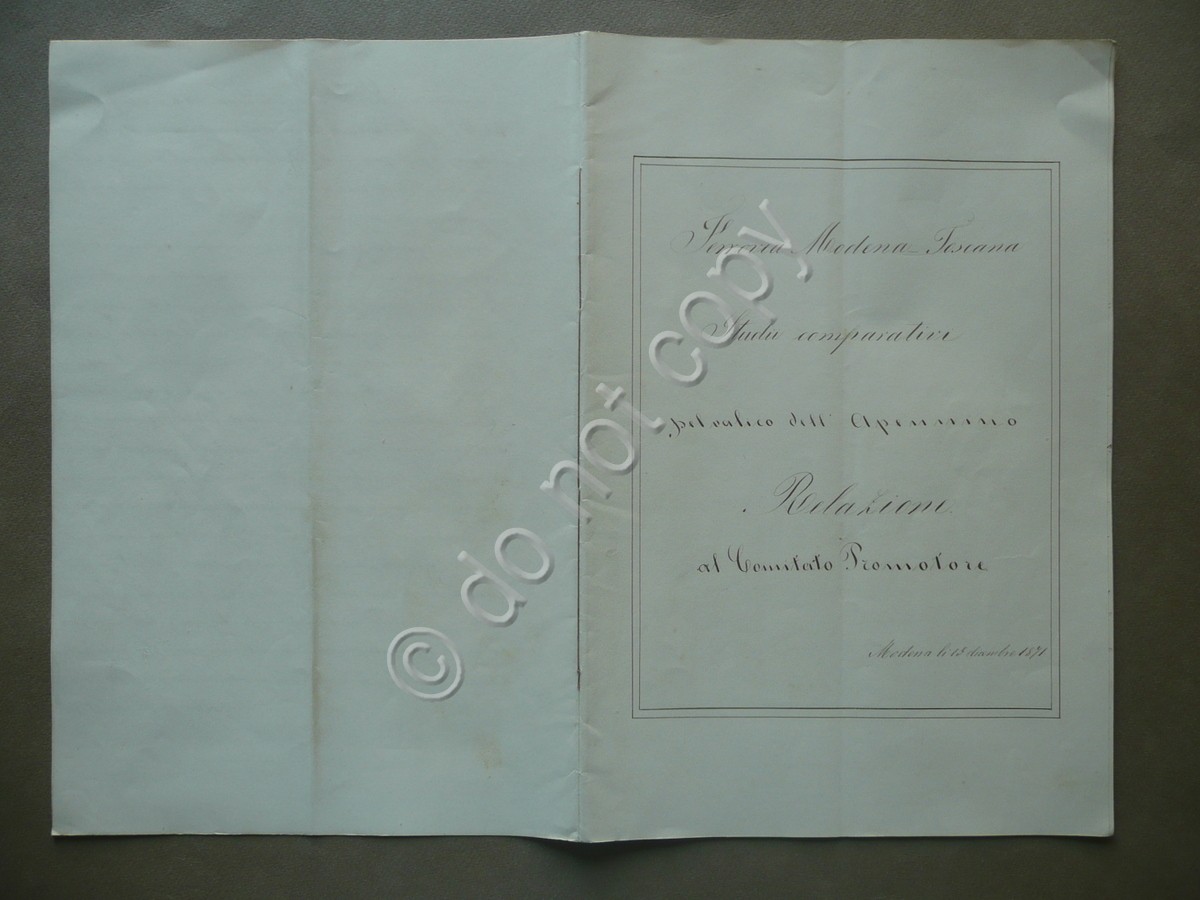 Ferrovia Modena-Toscana
Studii comparativi
pel valico dell' Apennino
Relazione
al Comitato Promotore
Modena li 15 dicembre 1871
© do not copy